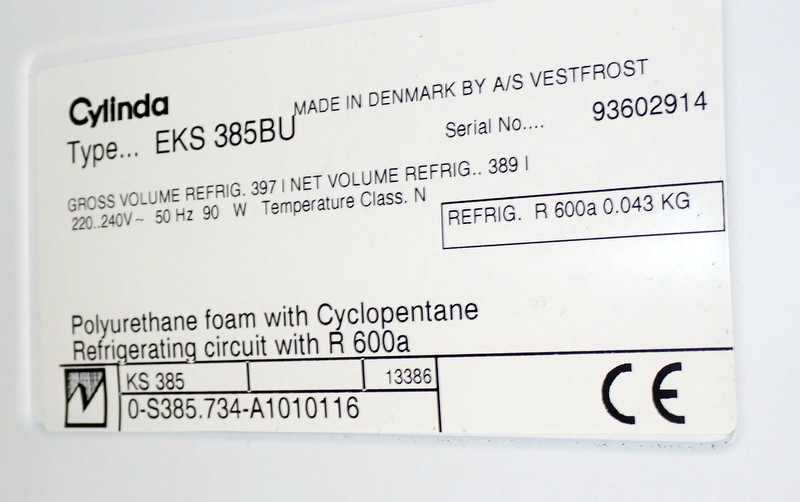 Cylinda
MADE IN DENMARK BY A/S VESTFROST
Type... EKS 385BU
Serial No.... 93602914
GROSS VOLUME REFRIG. 397 l NET VOLUME REFRIG.. 389 l
220..240V~ 50 Hz 90 W Temperature Class. N
REFRIG. R 600a 0.043 KG
Polyurethane foam with Cyclopentane
Refrigerating circuit with R 600a
KS 385 13386
0-S385.734-A1010116
CE